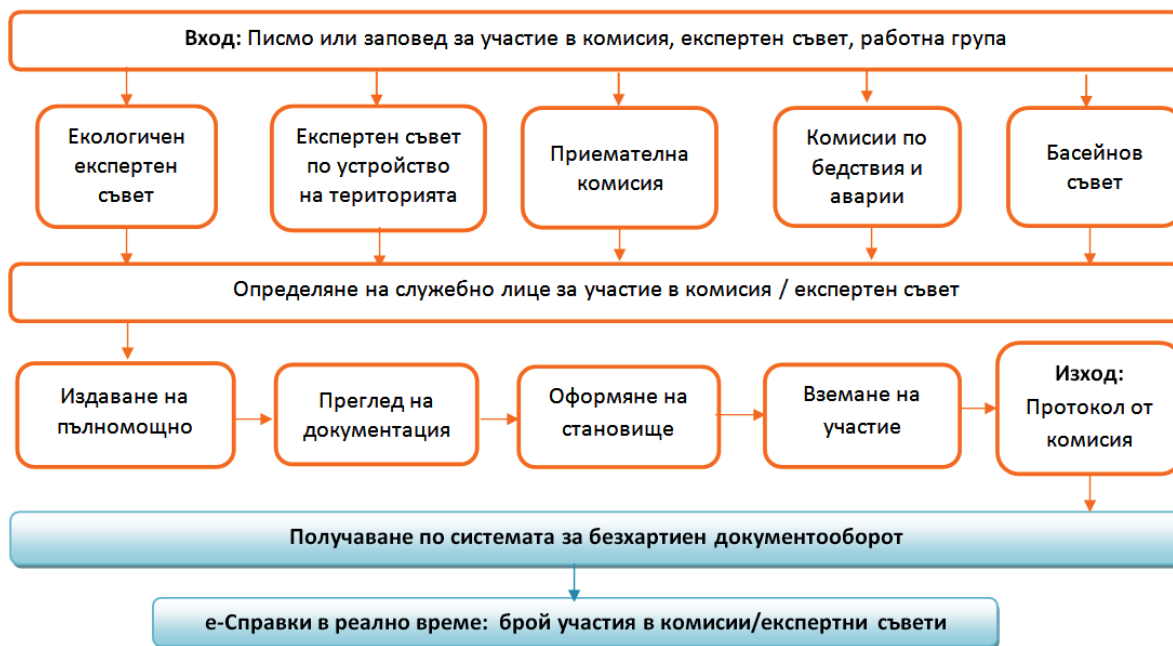 Вход: Писмо или заповед за участие в комисия, експертен съвет, работна група
Екологичен
експертен
съвет
Експертен съвет
по устройство
на територията
Приемателна
комисия
Комисии по
бедствия и
аварии
Басейнов
съвет
Определяне на служебно лице за участие в комисия / експертен съвет
Издаване на
пълномощно
Преглед на
документация
Оформяне на
становище
Вземане на
участие
Изход:
Протокол от
комисия
Получаване по системата за безхартиен документооборот
е-Справки в реално време: брой участия в комисии/експертни съвети